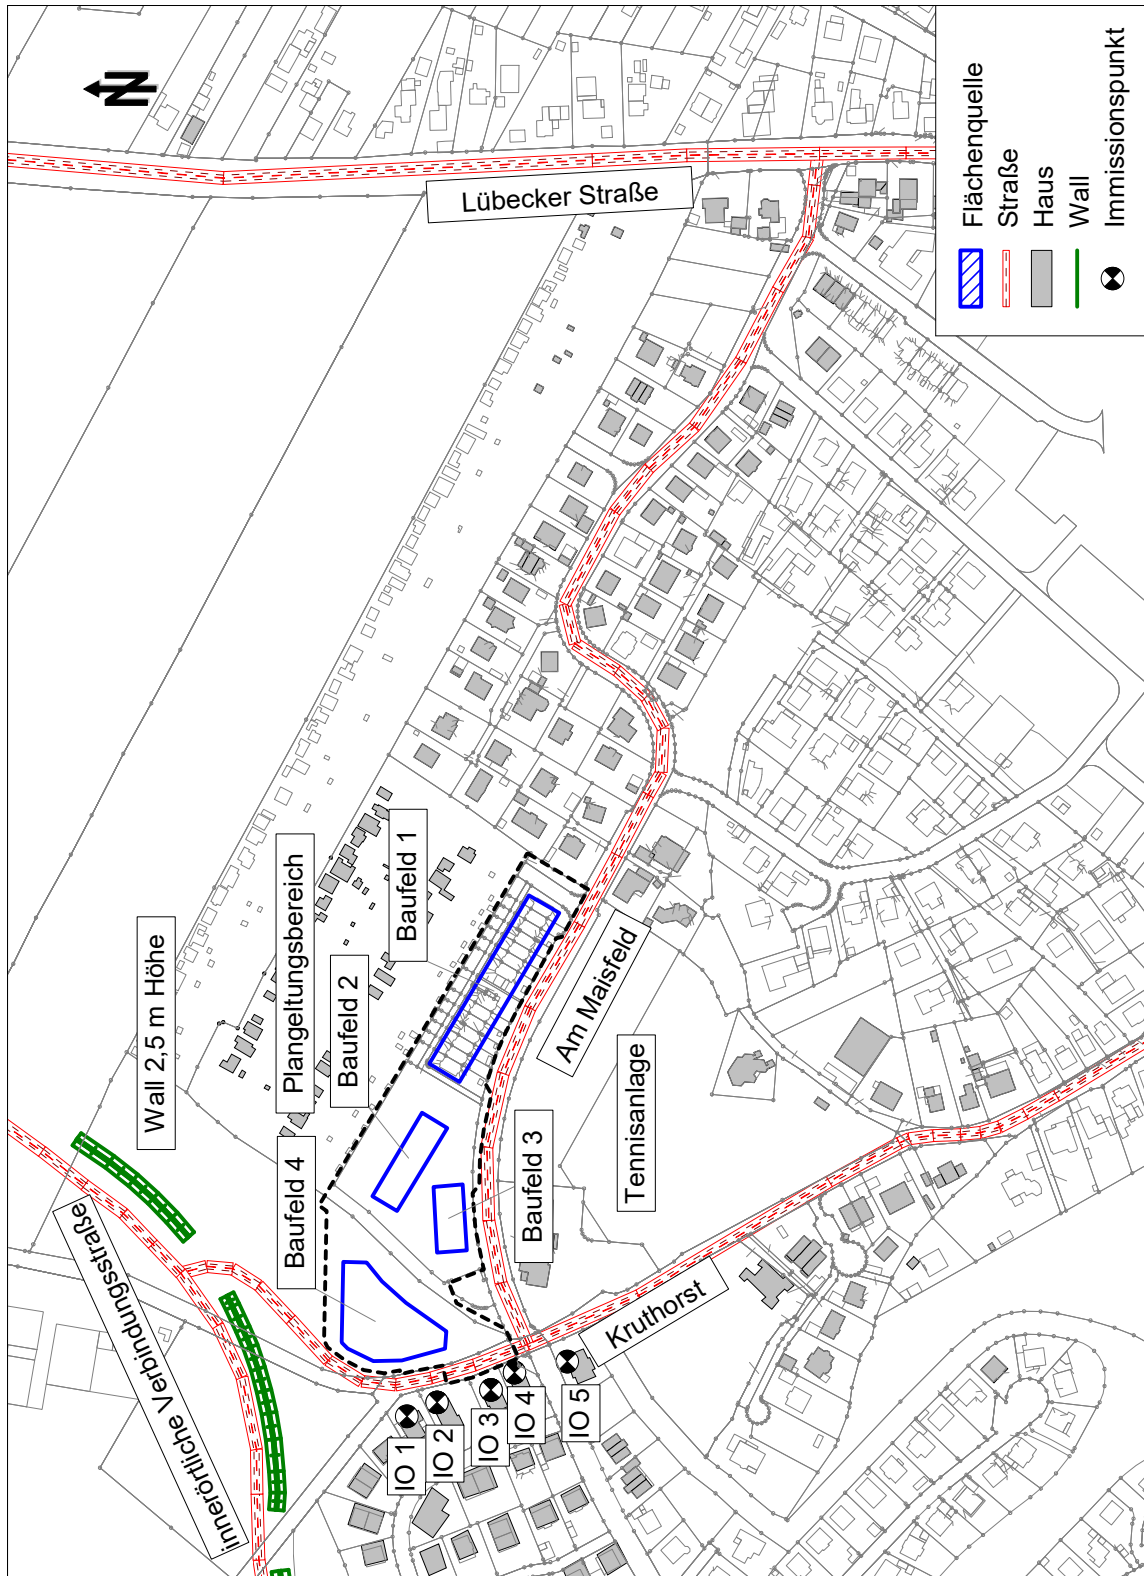 N
Lübecker Straße
Flächenquelle
Straße
Haus
Wall
Immissionspunkt
Wall 2,5 m Höhe
Plangeltungsbereich
Baufeld 1
Baufeld 2
Baufeld 4
Baufeld 3
innerörtliche Verbindungsstraße
Am Maisfeld
Tennisanlage
Kruthorst
IO 1
IO 2
IO 3
IO 4
IO 5